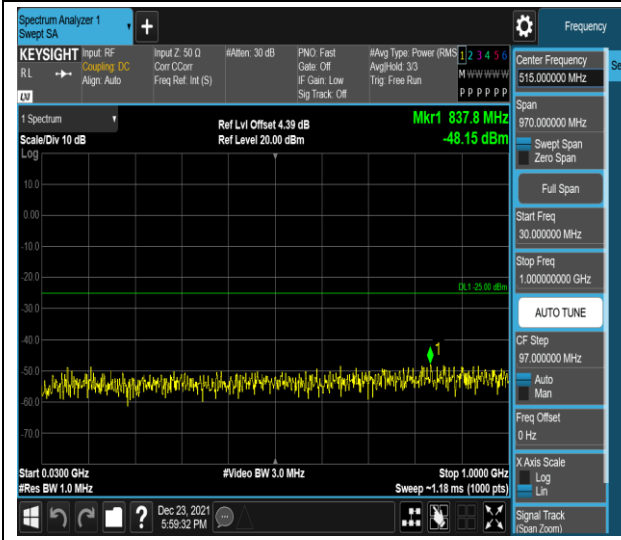 Spectrum Analyzer 1
Swept SA
+
Frequency
KEYSIGHT
RL
LXI
Input: RF
Coupling: DC
Align: Auto
Input Z: 50 Ω
Corr CCorr
Freq Ref: Int (S)
#Atten: 30 dB
PNO: Fast
Gate: Off
IF Gain: Low
Sig Track: Off
#Avg Type: Power (RMS
Avg|Hold: 3/3
Trig: Free Run
1 2 3 4 5 6
M W W W W W
P P P P P P
1 Spectrum
Scale/Div 10 dB
Log
Ref Lvl Offset 4.39 dB
Ref Level 20.00 dBm
Mkr1 837.8 MHz
-48.15 dBm
10.0
0.00
-10.0
-20.0
DL1 -25.00 dBm
-30.0
-40.0
1
-50.0
-60.0
-70.0
Start 0.0300 GHz
#Res BW 1.0 MHz
#Video BW 3.0 MHz
Stop 1.0000 GHz
Sweep ~1.18 ms (1000 pts)
?
Dec 23, 2021
5:59:32 PM
Center Frequency
515.000000 MHz
Se
Span
970.000000 MHz
Swept Span
Zero Span
Full Span
Start Freq
30.000000 MHz
Stop Freq
1.000000000 GHz
AUTO TUNE
CF Step
97.000000 MHz
Auto
Man
Freq Offset
0 Hz
X Axis Scale
Log
Lin
Signal Track
(Span Zoom)